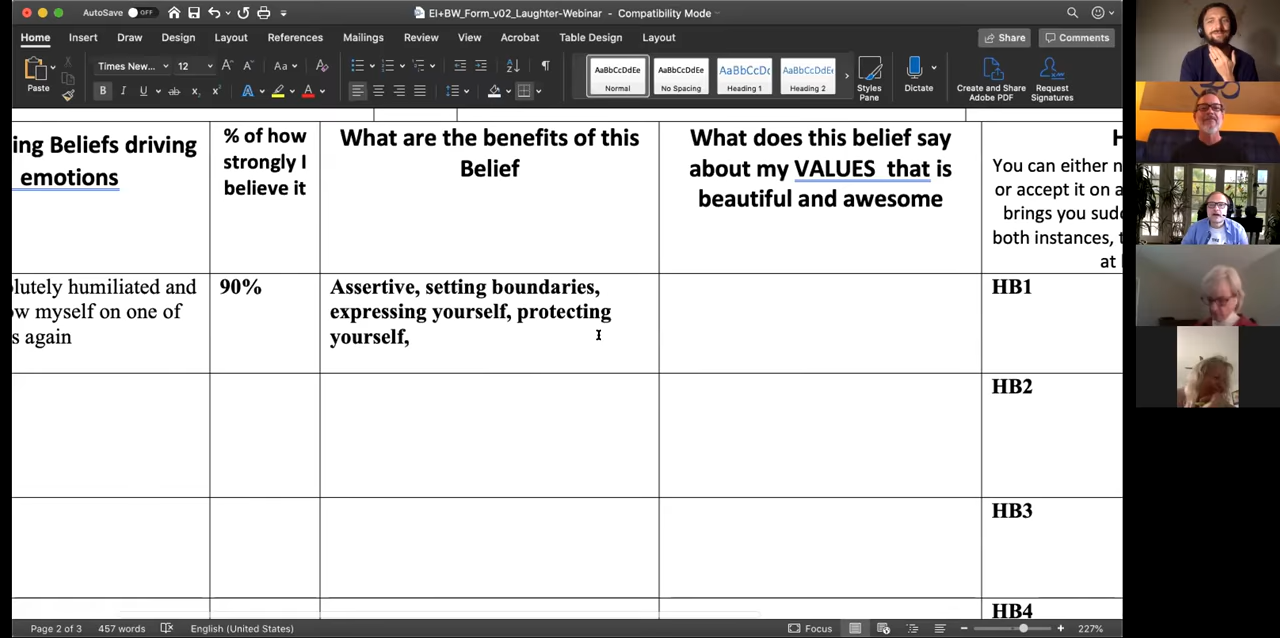 AutoSave OFF
EI+BW_Form_v02_Laughter-Webinar - Compatibility Mode
Home Insert Draw Design Layout References Mailings Review View Acrobat Table Design Layout Share Comments
Paste
Times New... 12
AaBbCcDdEe AaBbCcDdEe AaBbCcDc AaBbCcDdEe
Normal No Spacing Heading 1 Heading 2
Styles Pane
Dictate
Create and Share Adobe PDF
Request Signatures
ing Beliefs driving
emotions
% of how
strongly I
believe it
What are the benefits of this
Belief
What does this belief say
about my VALUES that is
beautiful and awesome
H
You can either n
or accept it on a
brings you sud
both instances, t
at
lutely humiliated and
ow myself on one of
s again
90%
Assertive, setting boundaries,
expressing yourself, protecting
yourself,
HB1
HB2
HB3
HB4
Page 2 of 3 457 words English (United States) Focus 227%